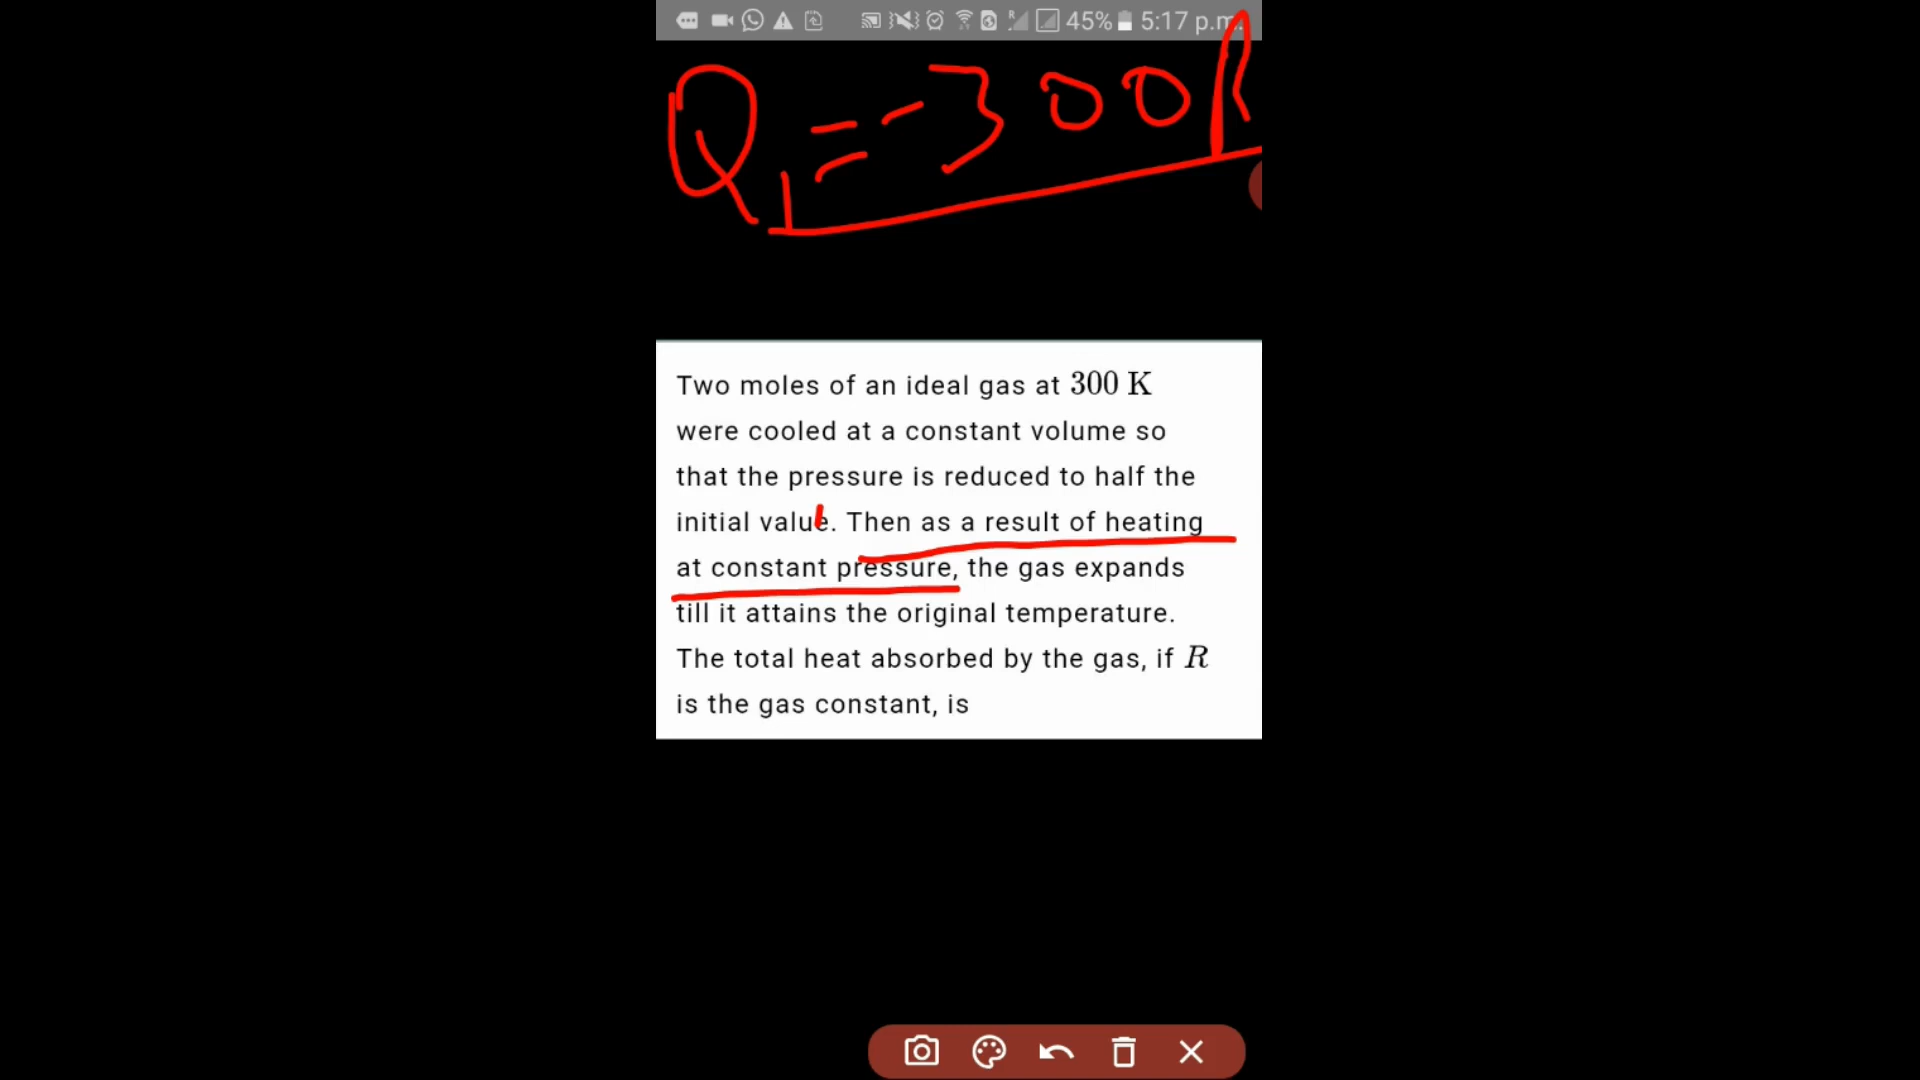 45% 5:17 p.m.
Q1 = -300R
Two moles of an ideal gas at 300 K
were cooled at a constant volume so
that the pressure is reduced to half the
initial value. Then as a result of heating
at constant pressure, the gas expands
till it attains the original temperature.
The total heat absorbed by the gas, if R
is the gas constant, is